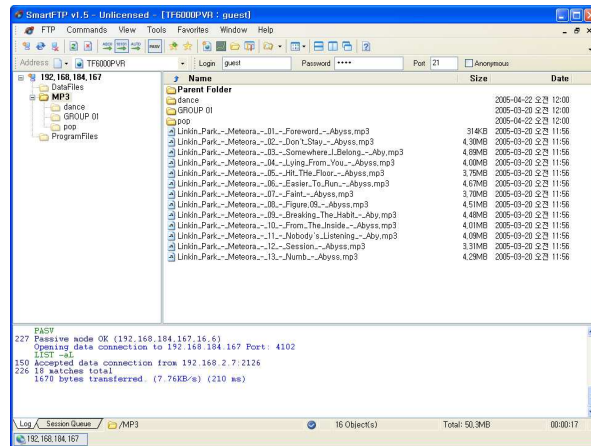 SmartFTP v1.5 - Unlicensed - [TF6000PVR : guest]
FTP Commands View Tools Favorites Window Help
Address TF6000PVR Login guest Password **** Port 21 Anonymous
192,168,184,167
DataFiles
MP3
dance
GROUP 01
pop
ProgramFiles
Name Size Date
Parent Folder
dance 2005-04-22 오전 12:00
GROUP 01 2005-04-22 오전 12:00
pop 2005-04-22 오전 12:00
Linkin_Park_-_Meteora_-_01_-_Foreword_-_Abyss,mp3 314KB 2005-03-20 오전 11:56
Linkin_Park_-_Meteora_-_02_-_Don't_Stay_-_Abyss,mp3 4,30MB 2005-03-20 오전 11:56
Linkin_Park_-_Meteora_-_03_-_Somewhere_I_Belong_-_Aby,mp3 4,89MB 2005-03-20 오전 11:56
Linkin_Park_-_Meteora_-_04_-_Lying_From_You_-_Abyss,mp3 4,00MB 2005-03-20 오전 11:56
Linkin_Park_-_Meteora_-_05_-_Hit_THe_Floor_-_Abyss,mp3 3,75MB 2005-03-20 오전 11:56
Linkin_Park_-_Meteora_-_06_-_Easier_To_Run_-_Abyss,mp3 4,67MB 2005-03-20 오전 11:56
Linkin_Park_-_Meteora_-_07_-_Faint_-_Abyss,mp3 3,70MB 2005-03-20 오전 11:56
Linkin_Park_-_Meteora_-_08_-_Figure,09_-_Abyss,mp3 4,51MB 2005-03-20 오전 11:56
Linkin_Park_-_Meteora_-_09_-_Breaking_The_Habit_-_Aby,mp3 4,48MB 2005-03-20 오전 11:56
Linkin_Park_-_Meteora_-_10_-_From_The_Inside_-_Abyss,mp3 4,01MB 2005-03-20 오전 11:56
Linkin_Park_-_Meteora_-_11_-_Nobody's_Listening_-_Aby,mp3 4,09MB 2005-03-20 오전 11:56
Linkin_Park_-_Meteora_-_12_-_Session_-_Abyss,mp3 3,31MB 2005-03-20 오전 11:56
Linkin_Park_-_Meteora_-_13_-_Numb_-_Abyss,mp3 4,29MB 2005-03-20 오전 11:56
PASV
227 Passive mode OK (192,168,184,167,16,6)
Opening data connection to 192.168.184.167 Port: 4102
LIST -aL
150 Accepted data connection from 192.168.2.7:2126
226 18 matches total
1670 bytes transferred. (7.76KB/s) (210 ms)
Log Session Queue /MP3 16 Object(s) Total: 50,3MB 00:00:17
192,168,184,167